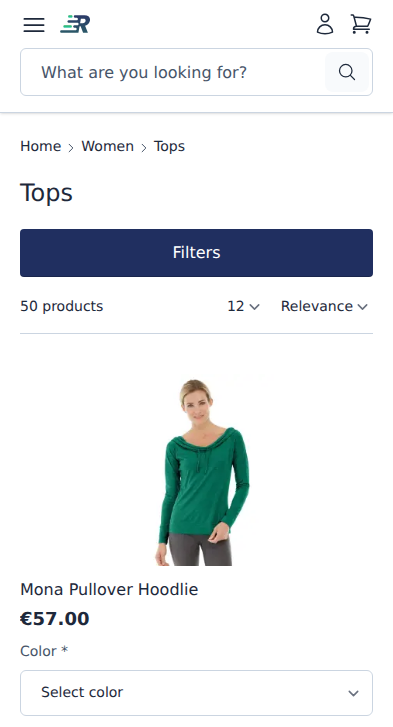 What are you looking for?
Home > Women > Tops
Tops
Filters
50 products 12 Relevance
Mona Pullover Hoodlie
€57.00
Color *
Select color